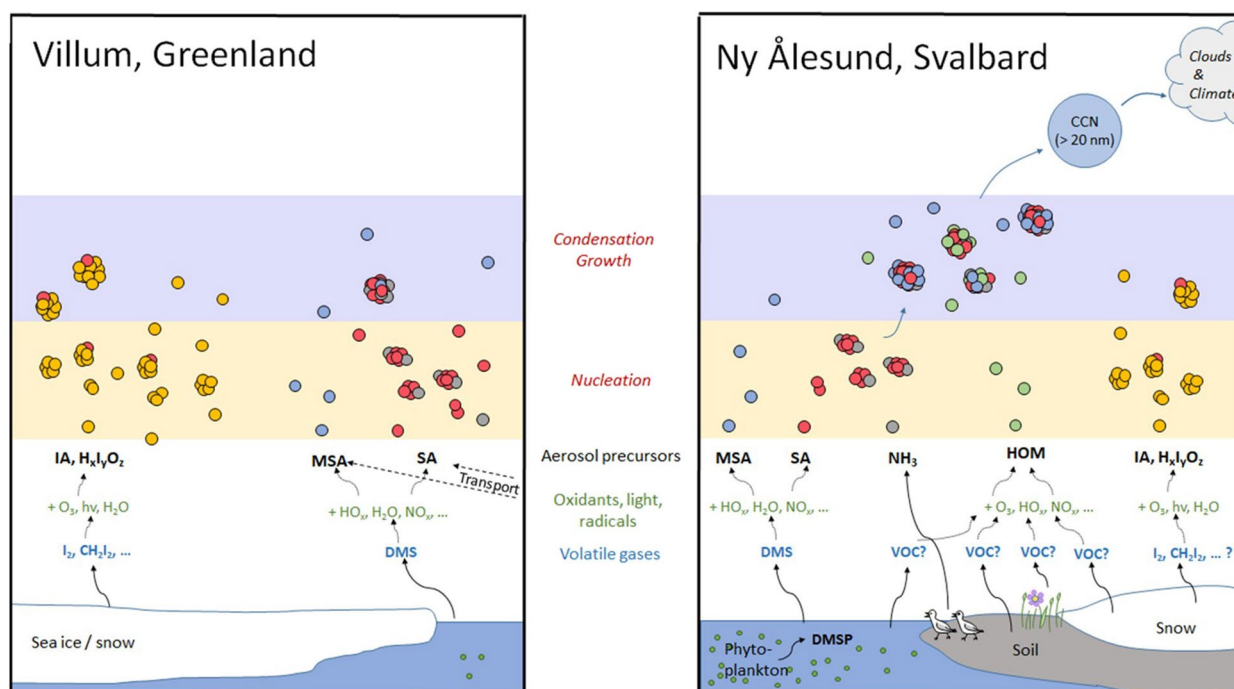 Villum, Greenland
IA, HₓIᵧO_z
MSA
SA
Transport
+ O₃, hv, H₂O
+ HOₓ, H₂O, NOₓ, ...
I₂, CH₂I₂, ...
DMS
Sea ice / snow
Condensation
Growth
Nucleation
Aerosol precursors
Oxidants, light,
radicals
Volatile gases
Ny Ålesund, Svalbard
Clouds
&
Climate
CCN
(> 20 nm)
MSA
SA
NH₃
HOM
IA, HₓIᵧO_z
+ HOₓ, H₂O, NOₓ, ...
+ O₃, HOₓ, NOₓ, ...
+ O₃, hv, H₂O
DMS
VOC?
VOC?
VOC?
VOC?
I₂, CH₂I₂, ... ?
Phyto-
plankton
DMSP
Soil
Snow